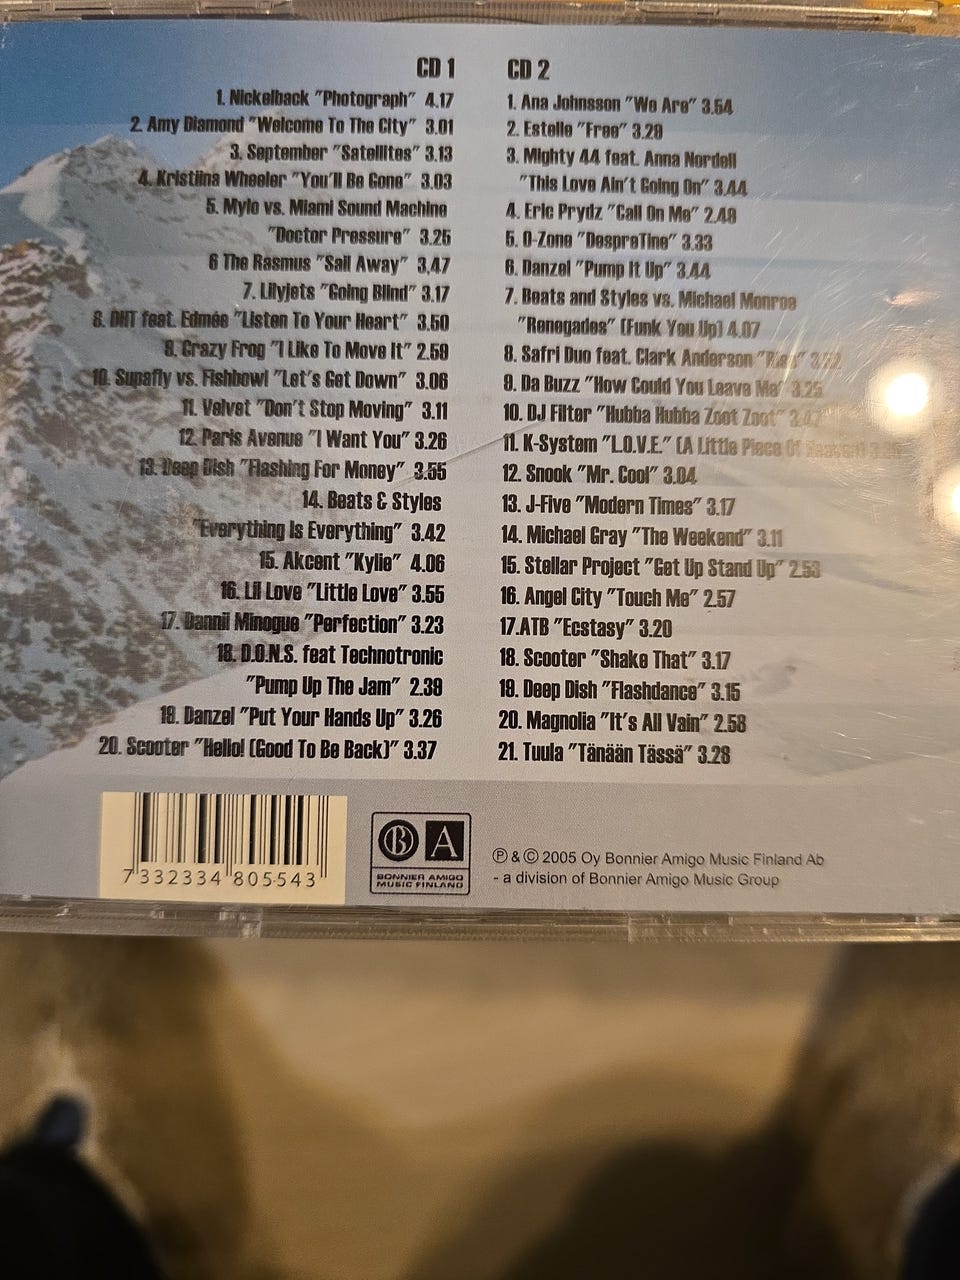 CD 1
1. Nickelback "Photograph" 4.17
2. Amy Diamond "Welcome To The City" 3.01
3. September "Satellites" 3.13
4. Kristiina Wheeler "You'll Be Gone" 3.03
5. Mylo vs. Miami Sound Machine
"Doctor Pressure" 3.25
6 The Rasmus "Sail Away" 3,47
7. Lilyjets "Going Blind" 3.17
8. DHT feat. Edmée "Listen To Your Heart" 3.50
9. Crazy Frog "I Like To Move It" 2.59
10. Supafly vs. Fishbowl "Let's Get Down" 3.06
11. Velvet "Don't Stop Moving" 3.11
12. Paris Avenue "I Want You" 3.26
13. Deep Dish "Flashing For Money" 3.55
14. Beats & Styles
"Everything Is Everything" 3.42
15. Akcent "Kylie" 4.06
16. Lil Love "Little Love" 3.55
17. Dannii Minogue "Perfection" 3.23
18. D.O.N.S. feat Technotronic
"Pump Up The Jam" 2.39
19. Danzel "Put Your Hands Up" 3.26
20. Scooter "Hello! (Good To Be Back)" 3.37
CD 2
1. Ana Johnsson "We Are" 3.54
2. Estelle "Free" 3.29
3. Mighty 44 feat. Anna Nordell
"This Love Ain't Going On" 3.44
4. Eric Prydz "Call On Me" 2.49
5. O-Zone "DespraTine" 3.33
6. Danzel "Pump It Up" 3.44
7. Beats and Styles vs. Michael Monroe
"Renegades" (Funk You Up) 4.07
8. Safri Duo feat. Clark Anderson "Rise"
9. Da Buzz "How Could You Leave Me" 3.25
10. DJ Filter "Hubba Hubba Zoot Zoot" 3.47
11. K-System "L.O.V.E." (A Little Piece Of Heaven)
12. Snook "Mr. Cool" 3.04
13. J-Five "Modern Times" 3.17
14. Michael Gray "The Weekend" 3.11
15. Stellar Project "Get Up Stand Up" 2.53
16. Angel City "Touch Me" 2.57
17.ATB "Ecstasy" 3.20
18. Scooter "Shake That" 3.17
19. Deep Dish "Flashdance" 3.15
20. Magnolia "It's All Vain" 2.58
21. Tuula "Tänään Tässä" 3.28
7 332334 805543
B A
BONNIER AMIGO
MUSIC FINLAND
℗ & © 2005 Oy Bonnier Amigo Music Finland Ab
- a division of Bonnier Amigo Music Group